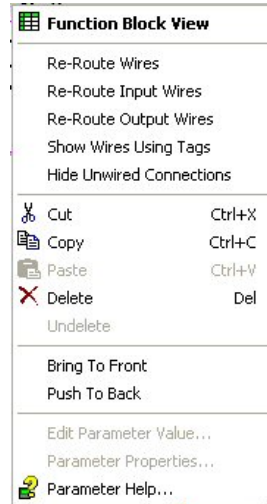 Function Block View
Re-Route Wires
Re-Route Input Wires
Re-Route Output Wires
Show Wires Using Tags
Hide Unwired Connections
Cut Ctrl+X
Copy Ctrl+C
Paste Ctrl+V
Delete Del
Undelete
Bring To Front
Push To Back
Edit Parameter Value...
Parameter Properties...
Parameter Help...